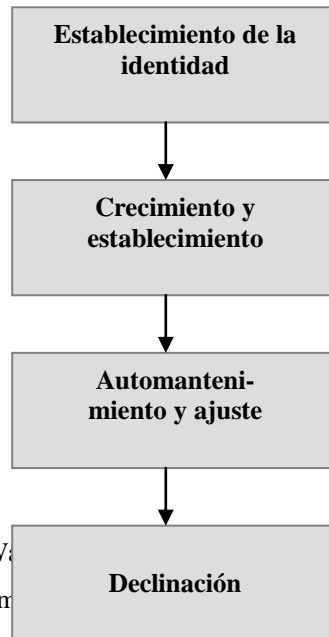 Establecimiento de la
identidad
Crecimiento y
establecimiento
Automanteni-
miento y ajuste
Declinación